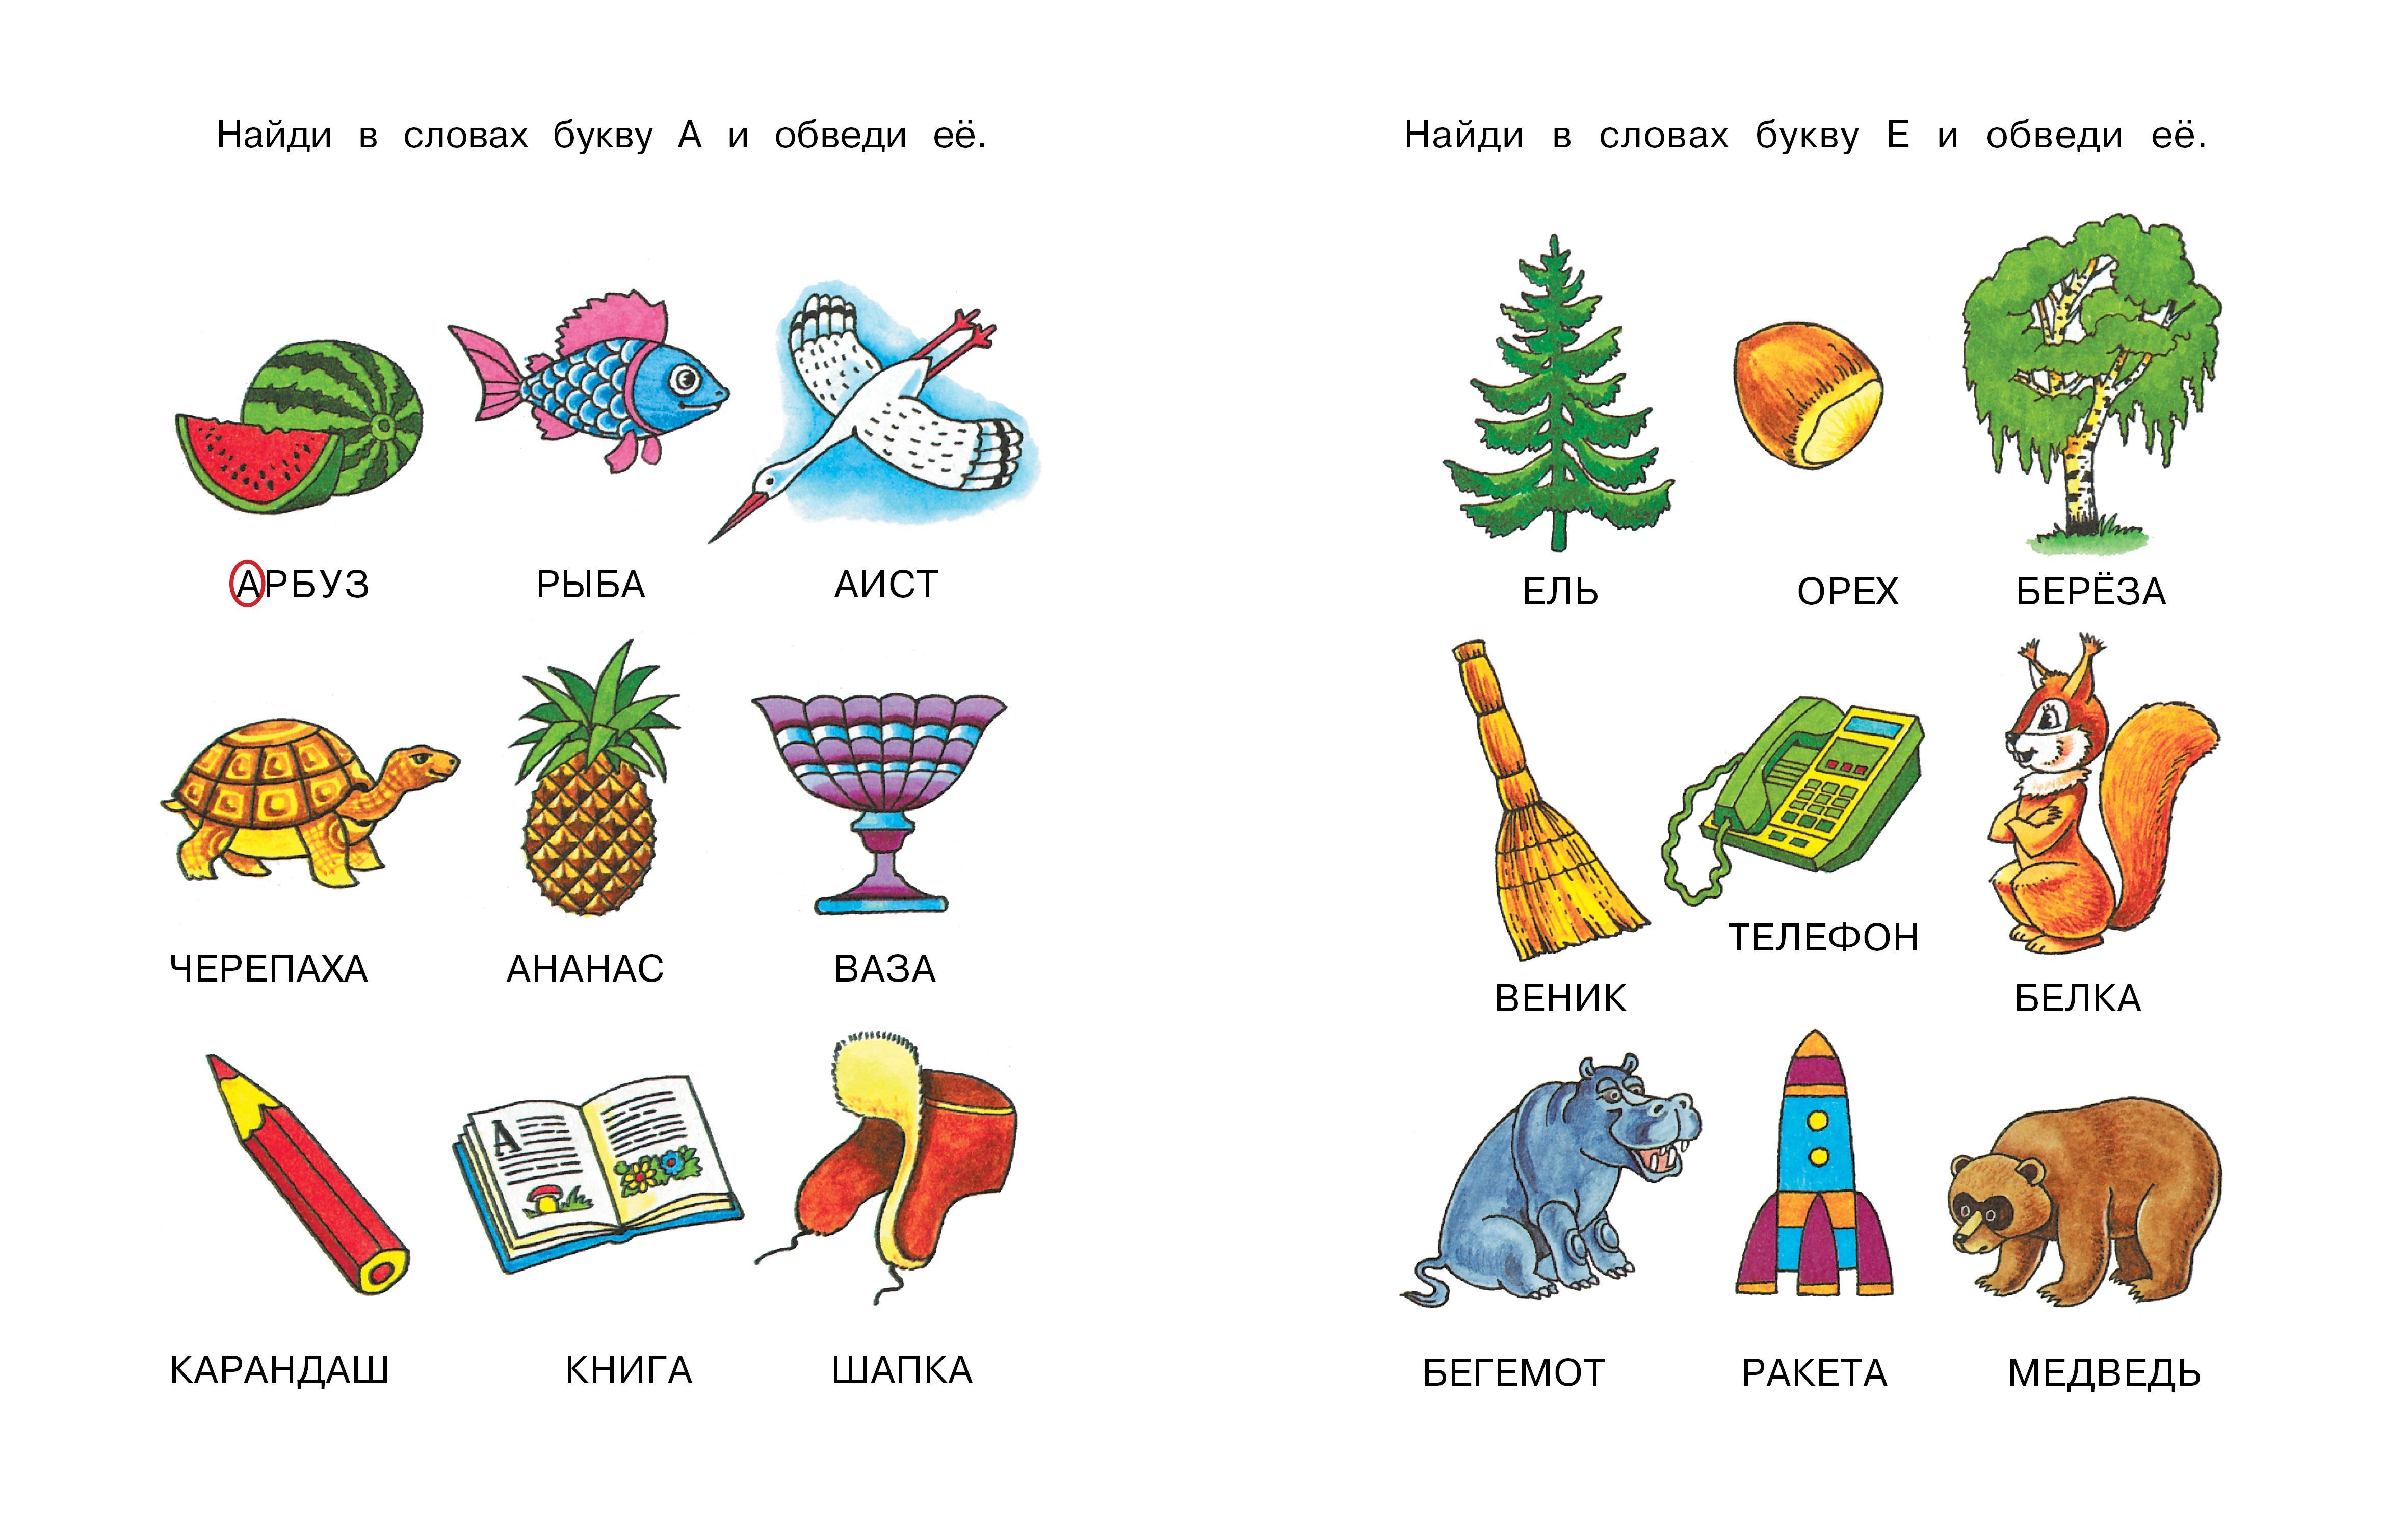 Найди в словах букву А и обведи её.
АРБУЗ РЫБА АИСТ
ЧЕРЕПАХА АНАНАС ВАЗА
А
КАРАНДАШ КНИГА ШАПКА
Найди в словах букву Е и обведи её.
ЕЛЬ ОРЕХ БЕРЁЗА
ТЕЛЕФОН
ВЕНИК БЕЛКА
БЕГЕМОТ РАКЕТА МЕДВЕДЬ